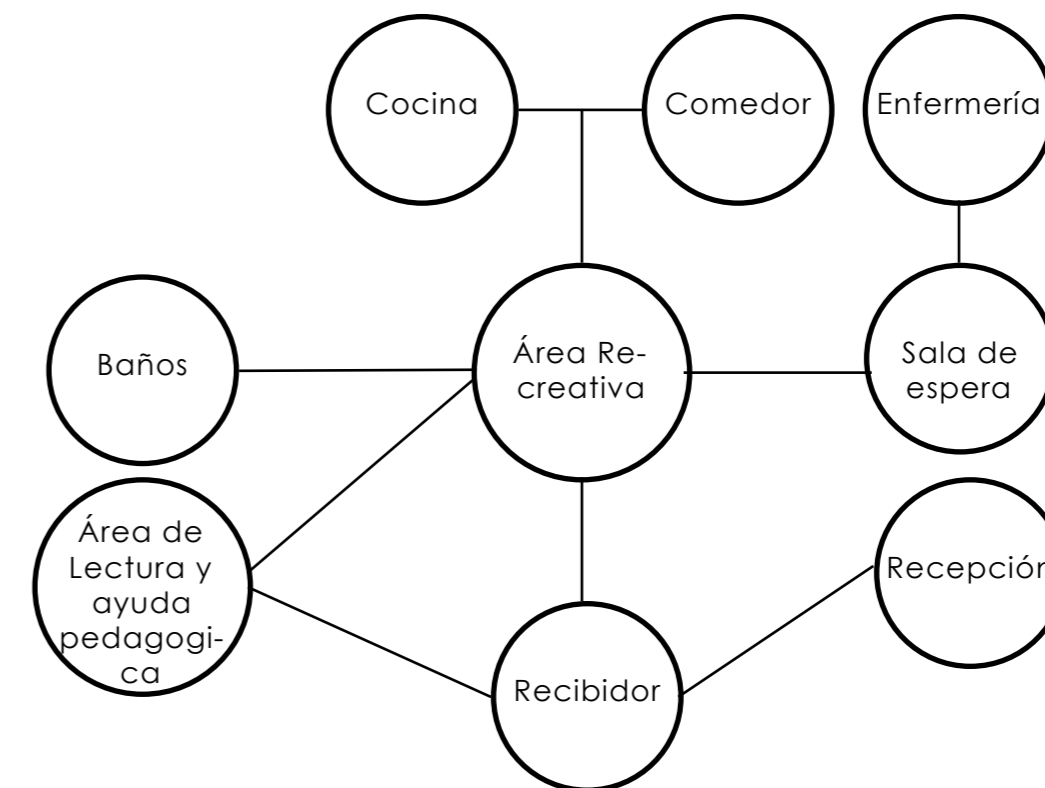 Cocina
Comedor
Enfermería
Baños
Área Re-
creativa
Sala de
espera
Área de
Lectura y
ayuda
pedagogi-
ca
Recibidor
Recepción